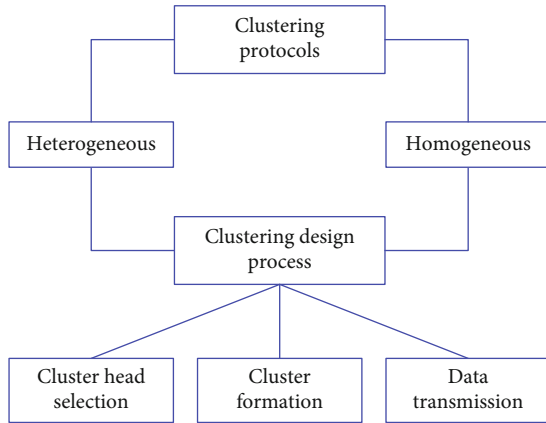 Clustering
protocols
Heterogeneous
Homogeneous
Clustering design
process
Cluster head
selection
Cluster
formation
Data
transmission